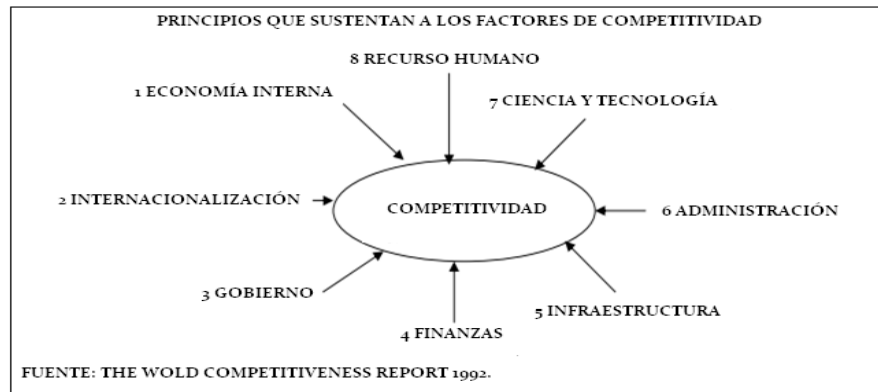 PRINCIPIOS QUE SUSTENTAN A LOS FACTORES DE COMPETITIVIDAD
8 RECURSO HUMANO
1 ECONOMÍA INTERNA
7 CIENCIA Y TECNOLOGÍA
2 INTERNACIONALIZACIÓN
COMPETITIVIDAD
6 ADMINISTRACIÓN
3 GOBIERNO
5 INFRAESTRUCTURA
4 FINANZAS
FUENTE: THE WOLD COMPETITIVENESS REPORT 1992.